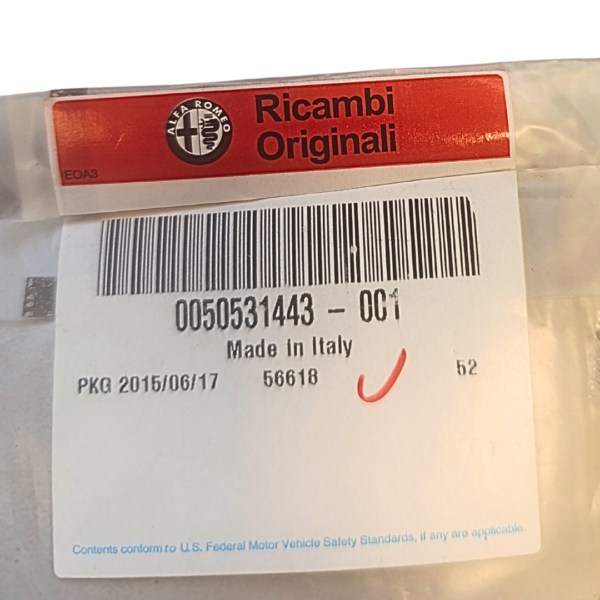 ALFA ROMEO
Ricambi
Originali
EOA3
0050531443 - 001
Made in Italy
PKG 2015/06/17 56618 52
Contents conform to U.S. Federal Motor Vehicle Safety Standards, if any are applicable.